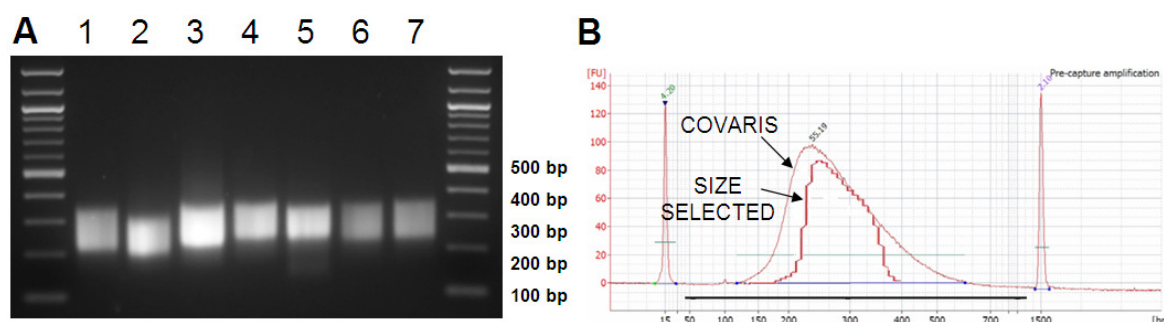 A 1 2 3 4 5 6 7
500 bp
400 bp
300 bp
200 bp
100 bp
B
[FU]
Pre-capture amplification
140
120
100
80
60
40
20
0
4.20
55.19
2.10
COVARIS
SIZE
SELECTED
15 50 100 150 200 300 400 500 700 1500